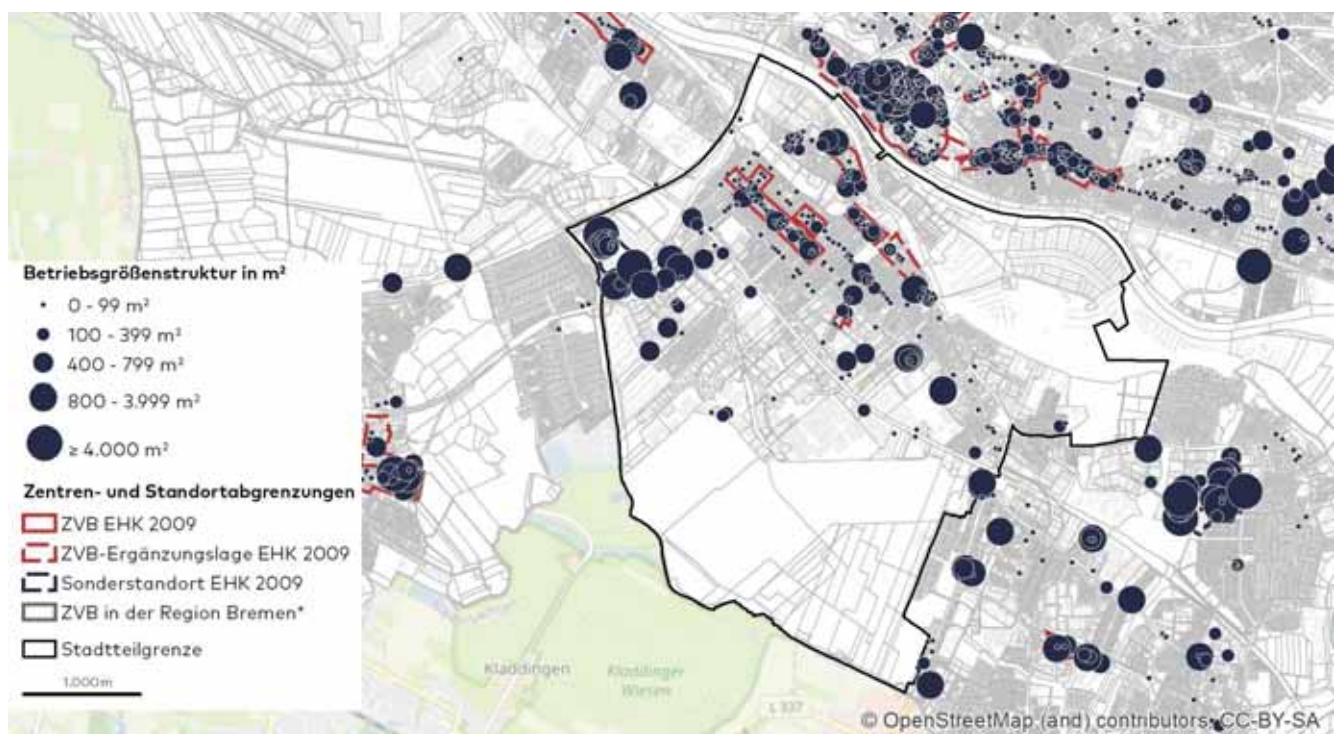 Betriebsgrößenstruktur in m²
0 - 99 m²
100 - 399 m²
400 - 799 m²
800 - 3.999 m²
≥ 4.000 m²
Zentren- und Standortabgrenzungen
ZVB EHK 2009
ZVB-Ergänzungslage EHK 2009
Sonderstandort EHK 2009
ZVB in der Region Bremen*
Stadtteilgrenze
1.000m
Kladdingen
Kladdinger
Wiesen
L 337
© OpenStreetMap (and) contributors, CC-BY-SA